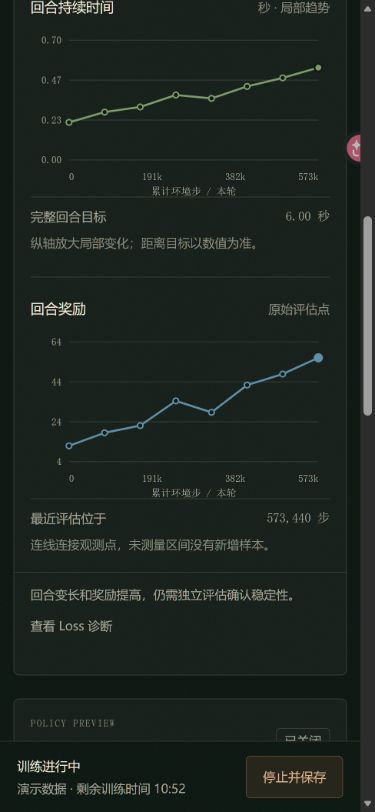 回合持续时间
秒 · 局部趋势
0.70
0.47
0.23
0.00
0 191k 382k 573k
累计环境步 / 本轮
完整回合目标
6.00 秒
纵轴放大局部变化；距离目标以数值为准。
回合奖励
原始评估点
64
44
24
4
0 191k 382k 573k
累计环境步 / 本轮
最近评估位于
573,440 步
连线连接观测点，未测量区间没有新增样本。
回合变长和奖励提高，仍需独立评估确认稳定性。
查看 Loss 诊断
POLICY PREVIEW
已关闭
训练进行中
演示数据 · 剩余训练时间 10:52
停止并保存